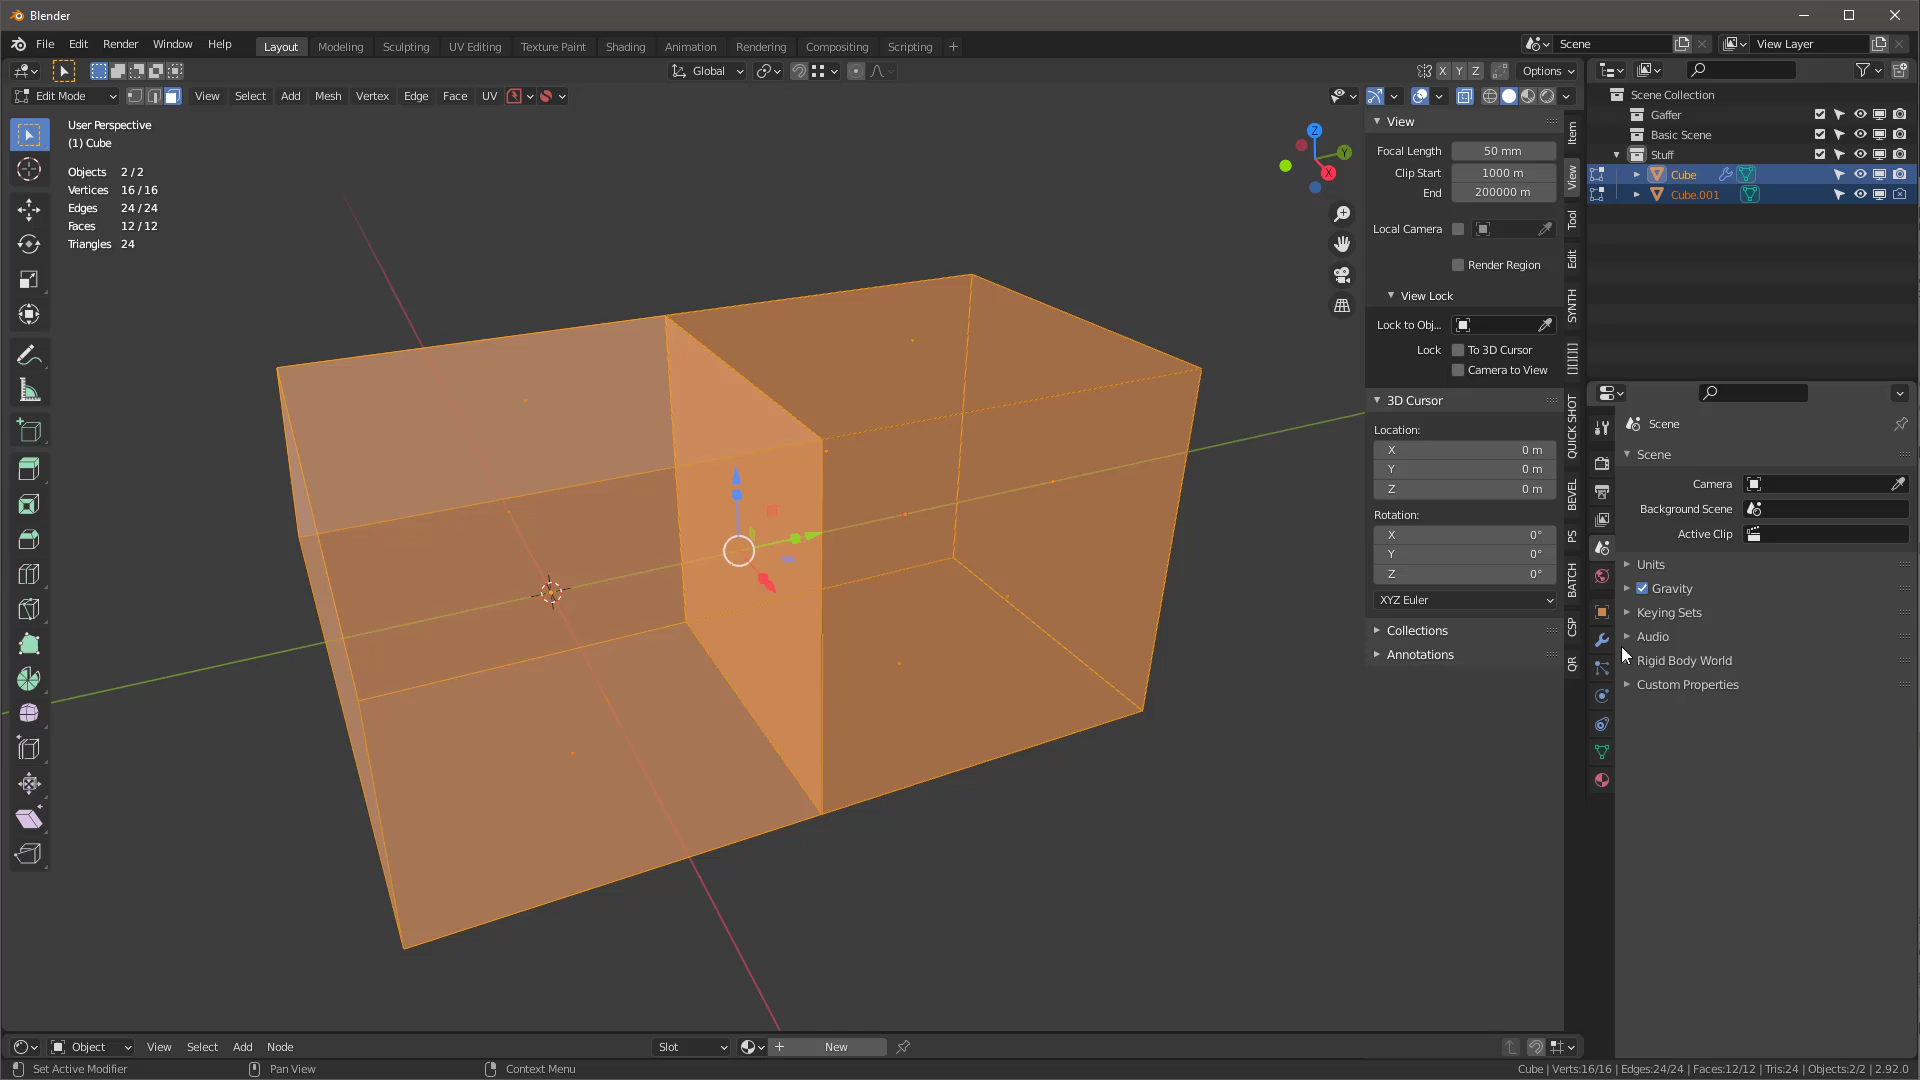 Blender
File Edit Render Window Help Layout Modeling Sculpting UV Editing Texture Paint Shading Animation Rendering Compositing Scripting + Scene View Layer
Global X Y Z Options
Edit Mode View Select Add Mesh Vertex Edge Face UV
User Perspective
(1) Cube
Objects 2 / 2
Vertices 16 / 16
Edges 24 / 24
Faces 12 / 12
Triangles 24
Z
Y
X
View
Focal Length 50 mm
Clip Start 1000 m
End 200000 m
Local Camera
Render Region
View Lock
Lock to Obj...
Lock To 3D Cursor
Camera to View
3D Cursor
Location:
X 0 m
Y 0 m
Z 0 m
Rotation:
X 0°
Y 0°
Z 0°
XYZ Euler
Collections
Annotations
Item
View
Tool
Edit
SYNTH
[][][][]
QUICK SHOT
BEVEL
PS
BATCH
CSP
QR
Scene Collection
Gaffer
Basic Scene
Stuff
Cube
Cube.001
Scene
Scene
Camera
Background Scene
Active Clip
Units
Gravity
Keying Sets
Audio
Rigid Body World
Custom Properties
Object View Select Add Node Slot + New
Set Active Modifier Pan View Context Menu Cube | Verts:16/16 | Edges:24/24 | Faces:12/12 | Tris:24 | Objects:2/2 | 2.92.0